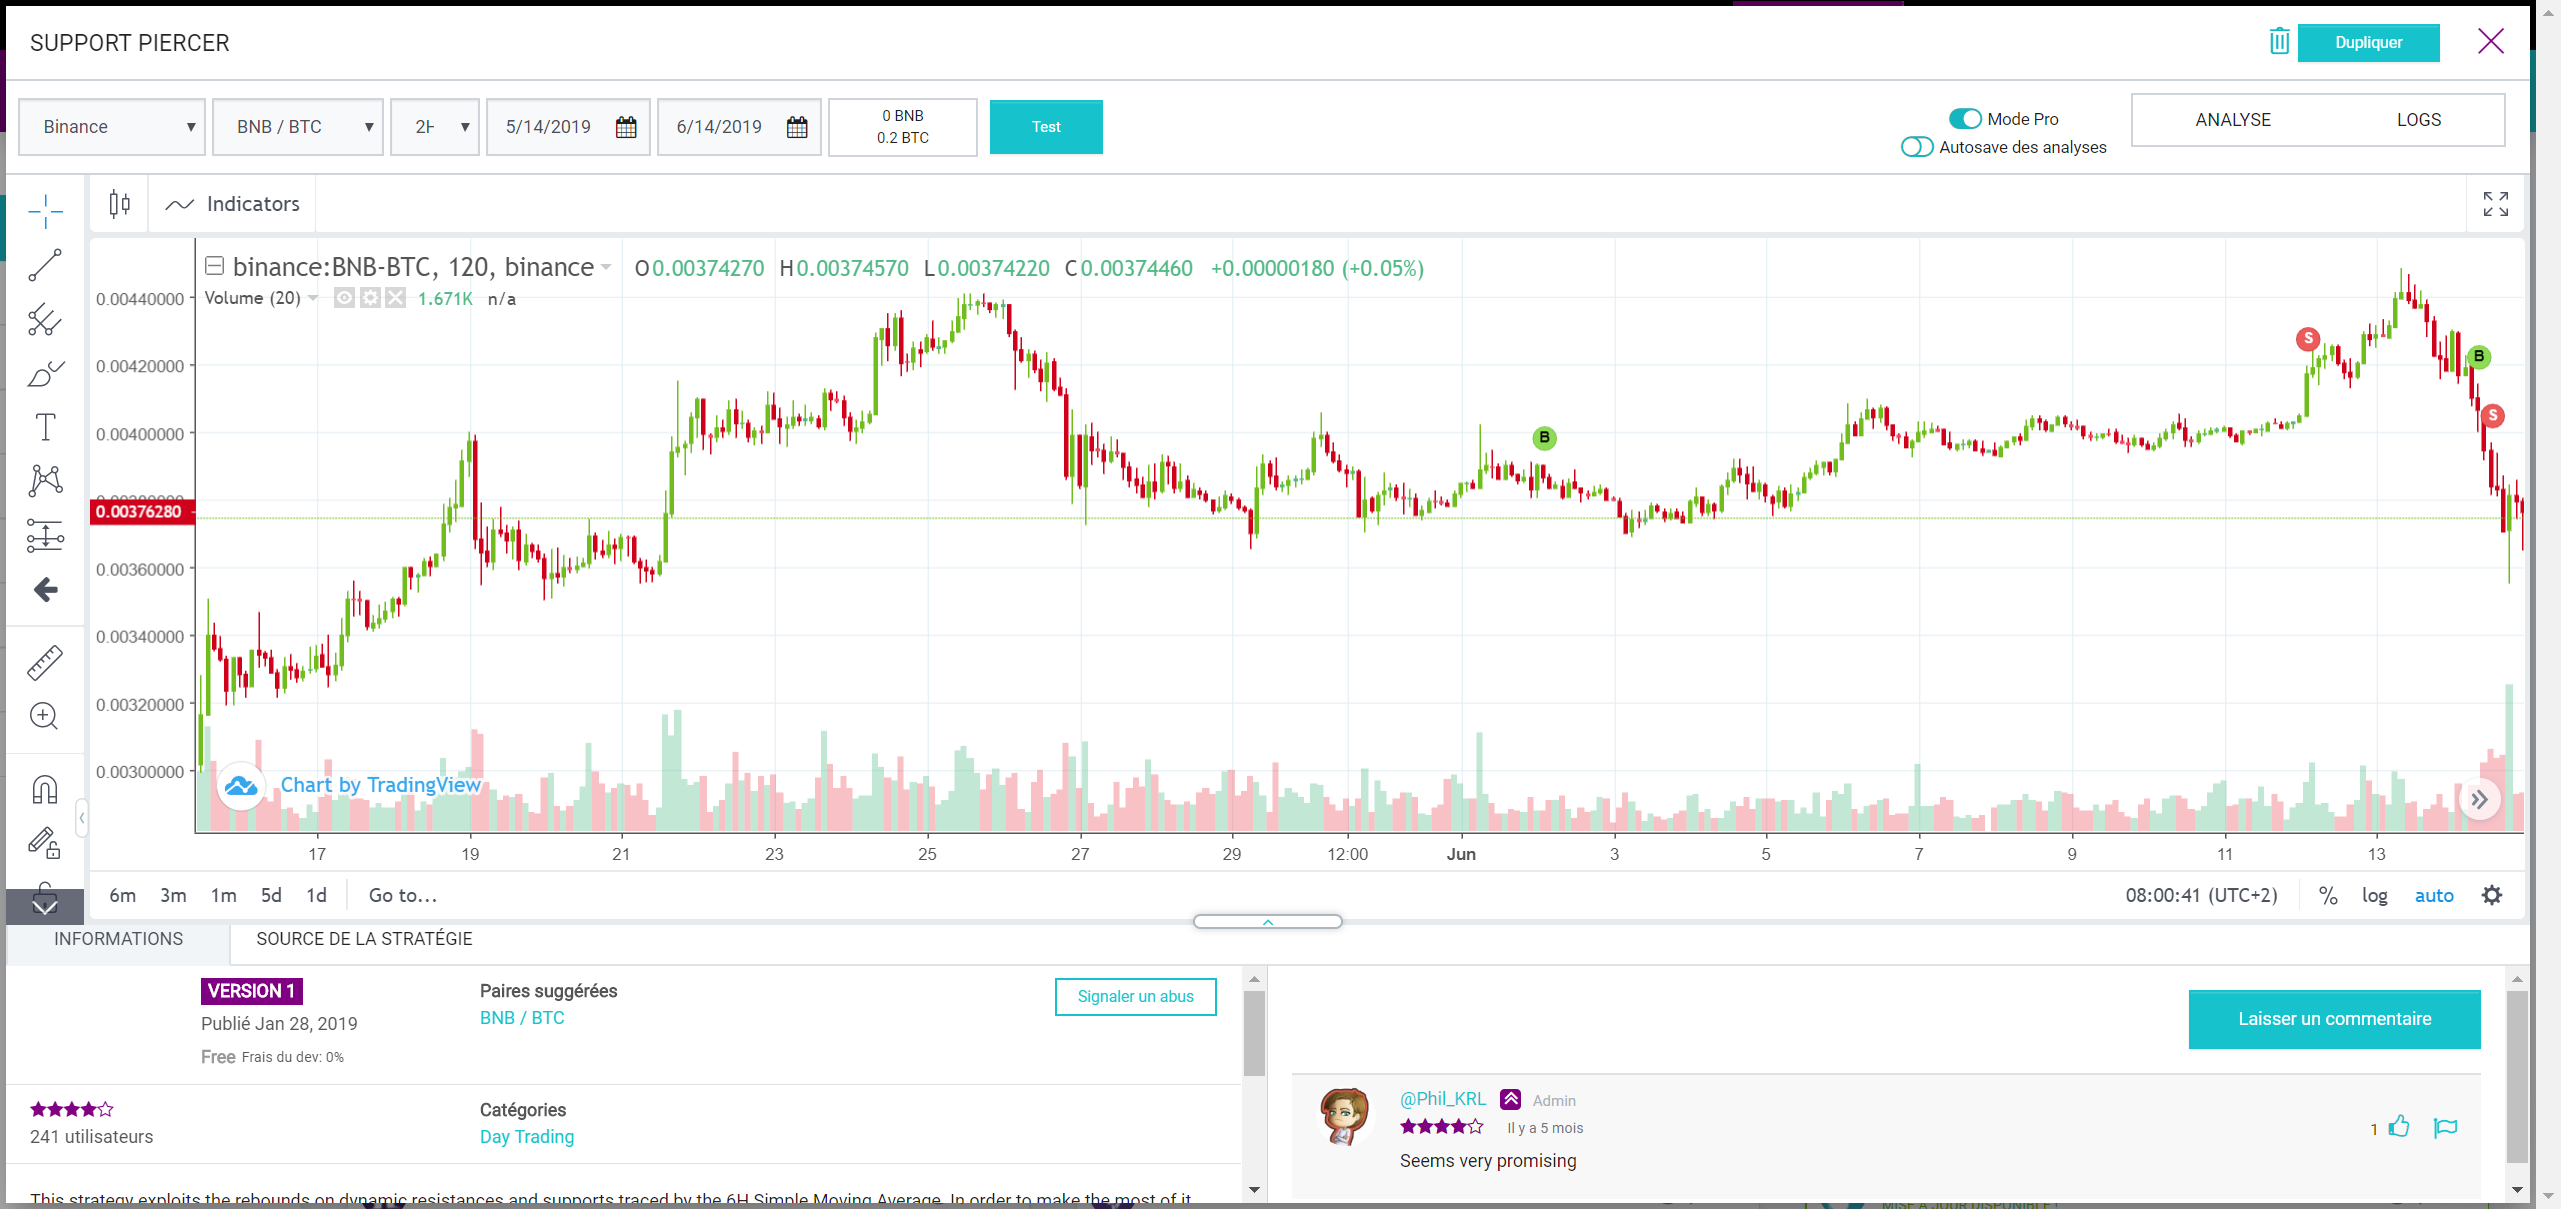 SUPPORT PIERCER
Dupliquer
Binance
BNB / BTC
5/14/2019
6/14/2019
0 BNB
0.2 BTC
Test
Mode Pro
Autosave des analyses
ANALYSE
LOGS
Indicators
binance:BNB-BTC, 120, binance O0.00374270 H0.00374570 L0.00374220 C0.00374460 +0.00000180 (+0.05%)
Volume (20) 1.671K n/a
0.00440000
0.00420000
0.00400000
0.00376280
0.00360000
0.00340000
0.00320000
0.00300000
S
B
B
S
Chart by TradingView
17 19 21 23 25 27 29 12:00 Jun 3 5 7 9 11 13
6m 3m 1m 5d 1d Go to...
08:00:41 (UTC+2) % log auto
INFORMATIONS
SOURCE DE LA STRATÉGIE
VERSION 1
Publié Jan 28, 2019
Free Frais du dev: 0%
Paires suggérées
BNB / BTC
Signaler un abus
241 utilisateurs
Catégories
Day Trading
This strategy exploits the rebounds on dynamic resistances and supports traced by the 6H Simple Moving Average. In order to make the most of it
Laisser un commentaire
@Phil_KRL Admin
Il y a 5 mois
1
Seems very promising
MISE À JOUR DISPONIBLE !